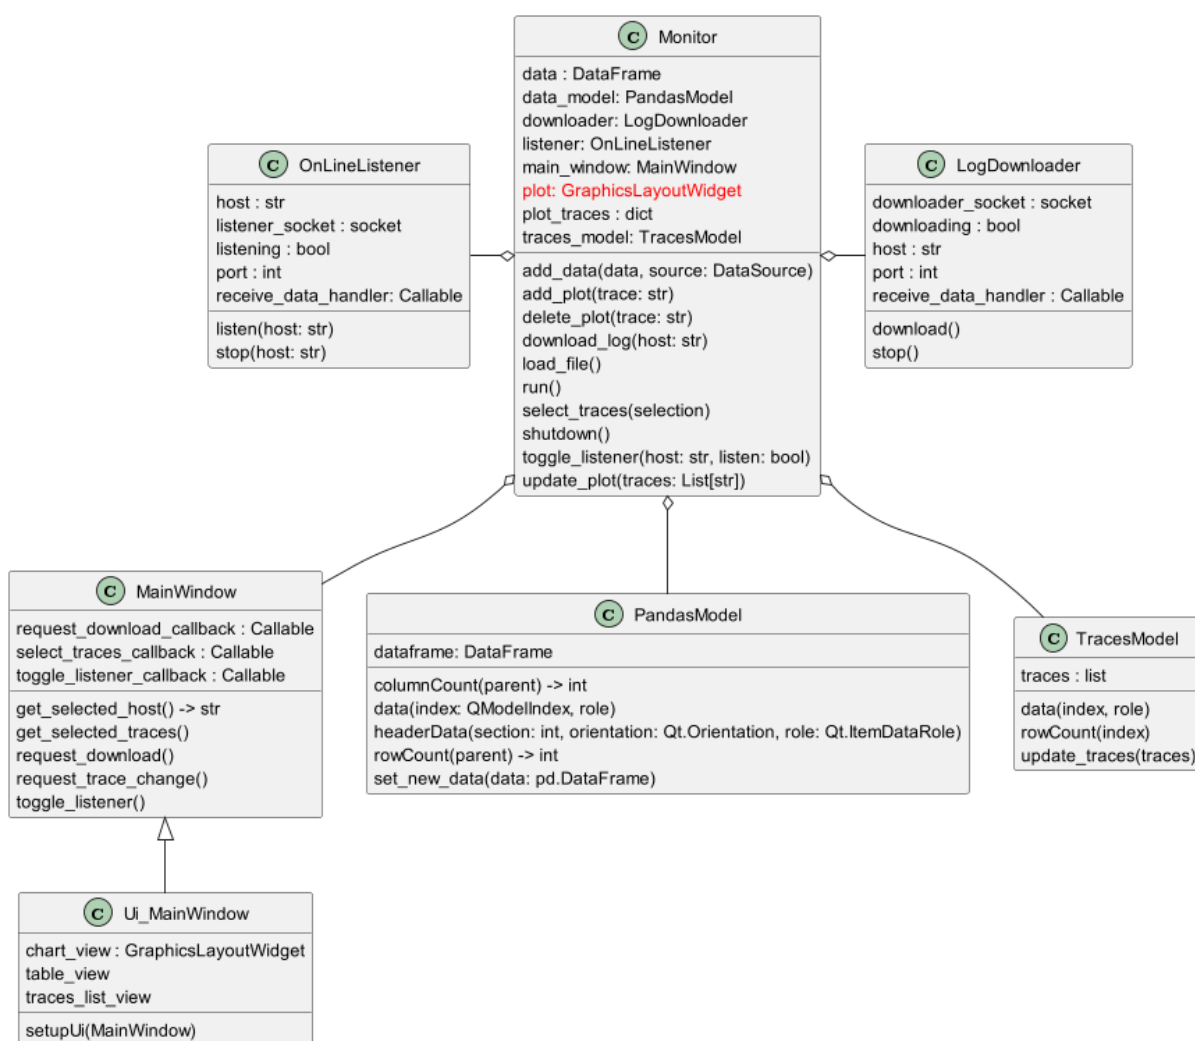 C Monitor
data : DataFrame
data_model: PandasModel
downloader: LogDownloader
listener: OnLineListener
main_window: MainWindow
plot: GraphicsLayoutWidget
plot_traces : dict
traces_model: TracesModel
add_data(data, source: DataSource)
add_plot(trace: str)
delete_plot(trace: str)
download_log(host: str)
load_file()
run()
select_traces(selection)
shutdown()
toggle_listener(host: str, listen: bool)
update_plot(traces: List[str])
C OnLineListener
host : str
listener_socket : socket
listening : bool
port : int
receive_data_handler: Callable
listen(host: str)
stop(host: str)
C LogDownloader
downloader_socket : socket
downloading : bool
host : str
port : int
receive_data_handler : Callable
download()
stop()
C MainWindow
request_download_callback : Callable
select_traces_callback : Callable
toggle_listener_callback : Callable
get_selected_host() -> str
get_selected_traces()
request_download()
request_trace_change()
toggle_listener()
C PandasModel
dataframe: DataFrame
columnCount(parent) -> int
data(index: QModelIndex, role)
headerData(section: int, orientation: Qt.Orientation, role: Qt.ItemDataRole)
rowCount(parent) -> int
set_new_data(data: pd.DataFrame)
C TracesModel
traces : list
data(index, role)
rowCount(index)
update_traces(traces)
C Ui_MainWindow
chart_view : GraphicsLayoutWidget
table_view
traces_list_view
setupUi(MainWindow)